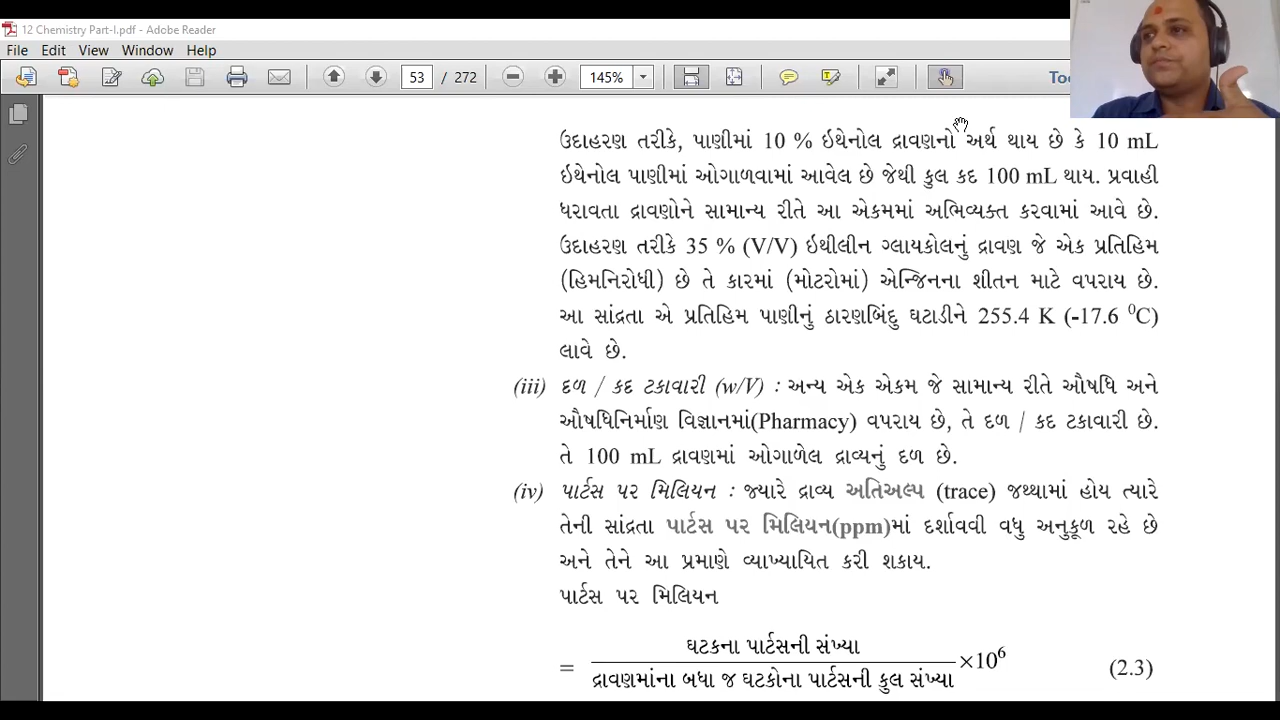 12 Chemistry Part-I.pdf - Adobe Reader
File Edit View Window Help
53 / 272 145%
ઉદાહરણ તરીકે, પાણીમાં 10 % ઇથેનોલ દ્રાવણનો અર્થ થાય છે કે 10 mL
ઇથેનોલ પાણીમાં ઓગાળવામાં આવેલ છે જેથી કુલ કદ 100 mL થાય. પ્રવાહી
ધરાવતા દ્રાવણોને સામાન્ય રીતે આ એકમમાં અભિવ્યક્ત કરવામાં આવે છે.
ઉદાહરણ તરીકે 35 % (V/V) ઇથીલીન ગ્લાયકોલનું દ્રાવણ જે એક પ્રતિહિમ
(હિમનિરોધી) છે તે કારમાં (મોટરોમાં) એન્જિનના શીતન માટે વપરાય છે.
આ સાંદ્રતા એ પ્રતિહિમ પાણીનું ઠારણબિંદુ ઘટાડીને 255.4 K (-17.6 ⁰C)
લાવે છે.
(iii) દળ / કદ ટકાવારી (w/V) : અન્ય એક એકમ જે સામાન્ય રીતે ઔષધિ અને
ઔષધિનિર્માણ વિજ્ઞાનમાં(Pharmacy) વપરાય છે, તે દળ / કદ ટકાવારી છે.
તે 100 mL દ્રાવણમાં ઓગાળેલ દ્રાવ્યનું દળ છે.
(iv) પાર્ટસ પર મિલિયન : જ્યારે દ્રાવ્ય અતિઅલ્પ (trace) જથ્થામાં હોય ત્યારે
તેની સાંદ્રતા પાર્ટસ પર મિલિયન(ppm)માં દર્શાવવી વધુ અનુકૂળ રહે છે
અને તેને આ પ્રમાણે વ્યાખ્યાયિત કરી શકાય.
પાર્ટસ પર મિલિયન
ઘટકના પાર્ટસની સંખ્યા
= ×10⁶ (2.3)
દ્રાવણમાંના બધા જ ઘટકોના પાર્ટસની કુલ સંખ્યા